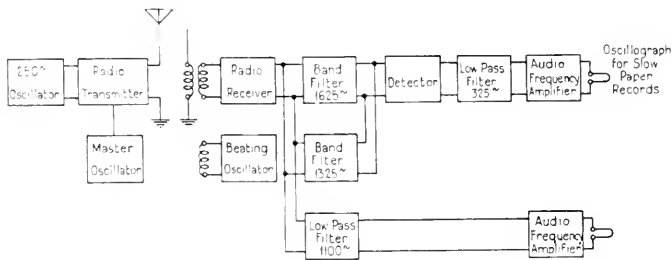 250~
Oscillator
Radio
Transmitter
Master
Oscillator
Radio
Receiver
Beating
Oscillator
Band
Filter
1625~
Band
Filter
1325~
Low Pass
Filter
1100~
Detector
Low Pass
Filter
325~
Audio
Frequency
Amplifier
Oscillograph
for Slow
Paper
Records
Audio
Frequency
Amplifier